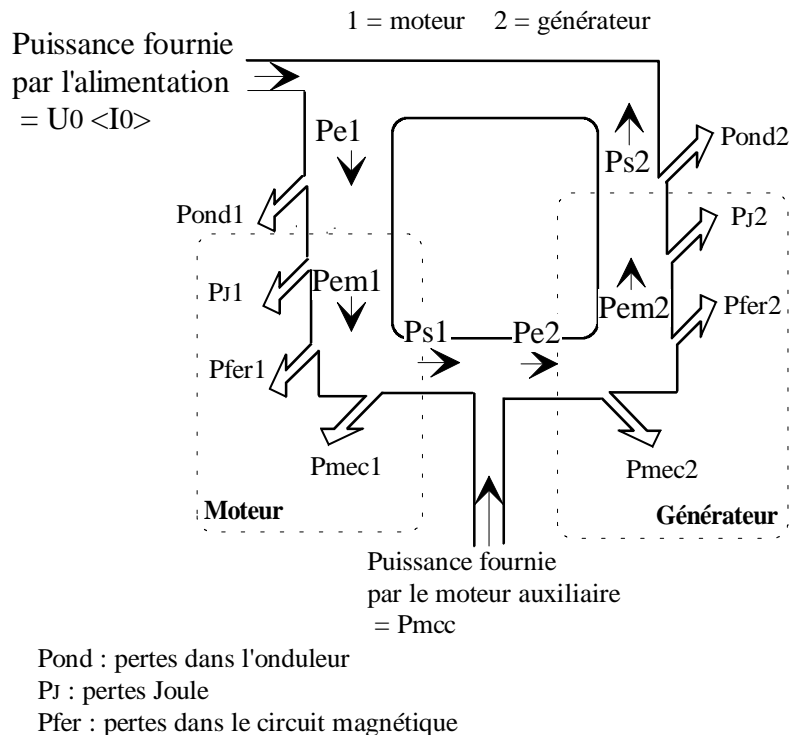 1 = moteur 2 = générateur
Puissance fournie
par l'alimentation
= U0 <I0>
Pe1
Ps2
Pond2
Pond1
PJ2
PJ1
Pem1
Pem2
Pfer2
Ps1
Pe2
Pfer1
Pmec1
Pmec2
Moteur
Générateur
Puissance fournie
par le moteur auxiliaire
= Pmcc
Pond : pertes dans l'onduleur
PJ : pertes Joule
Pfer : pertes dans le circuit magnétique